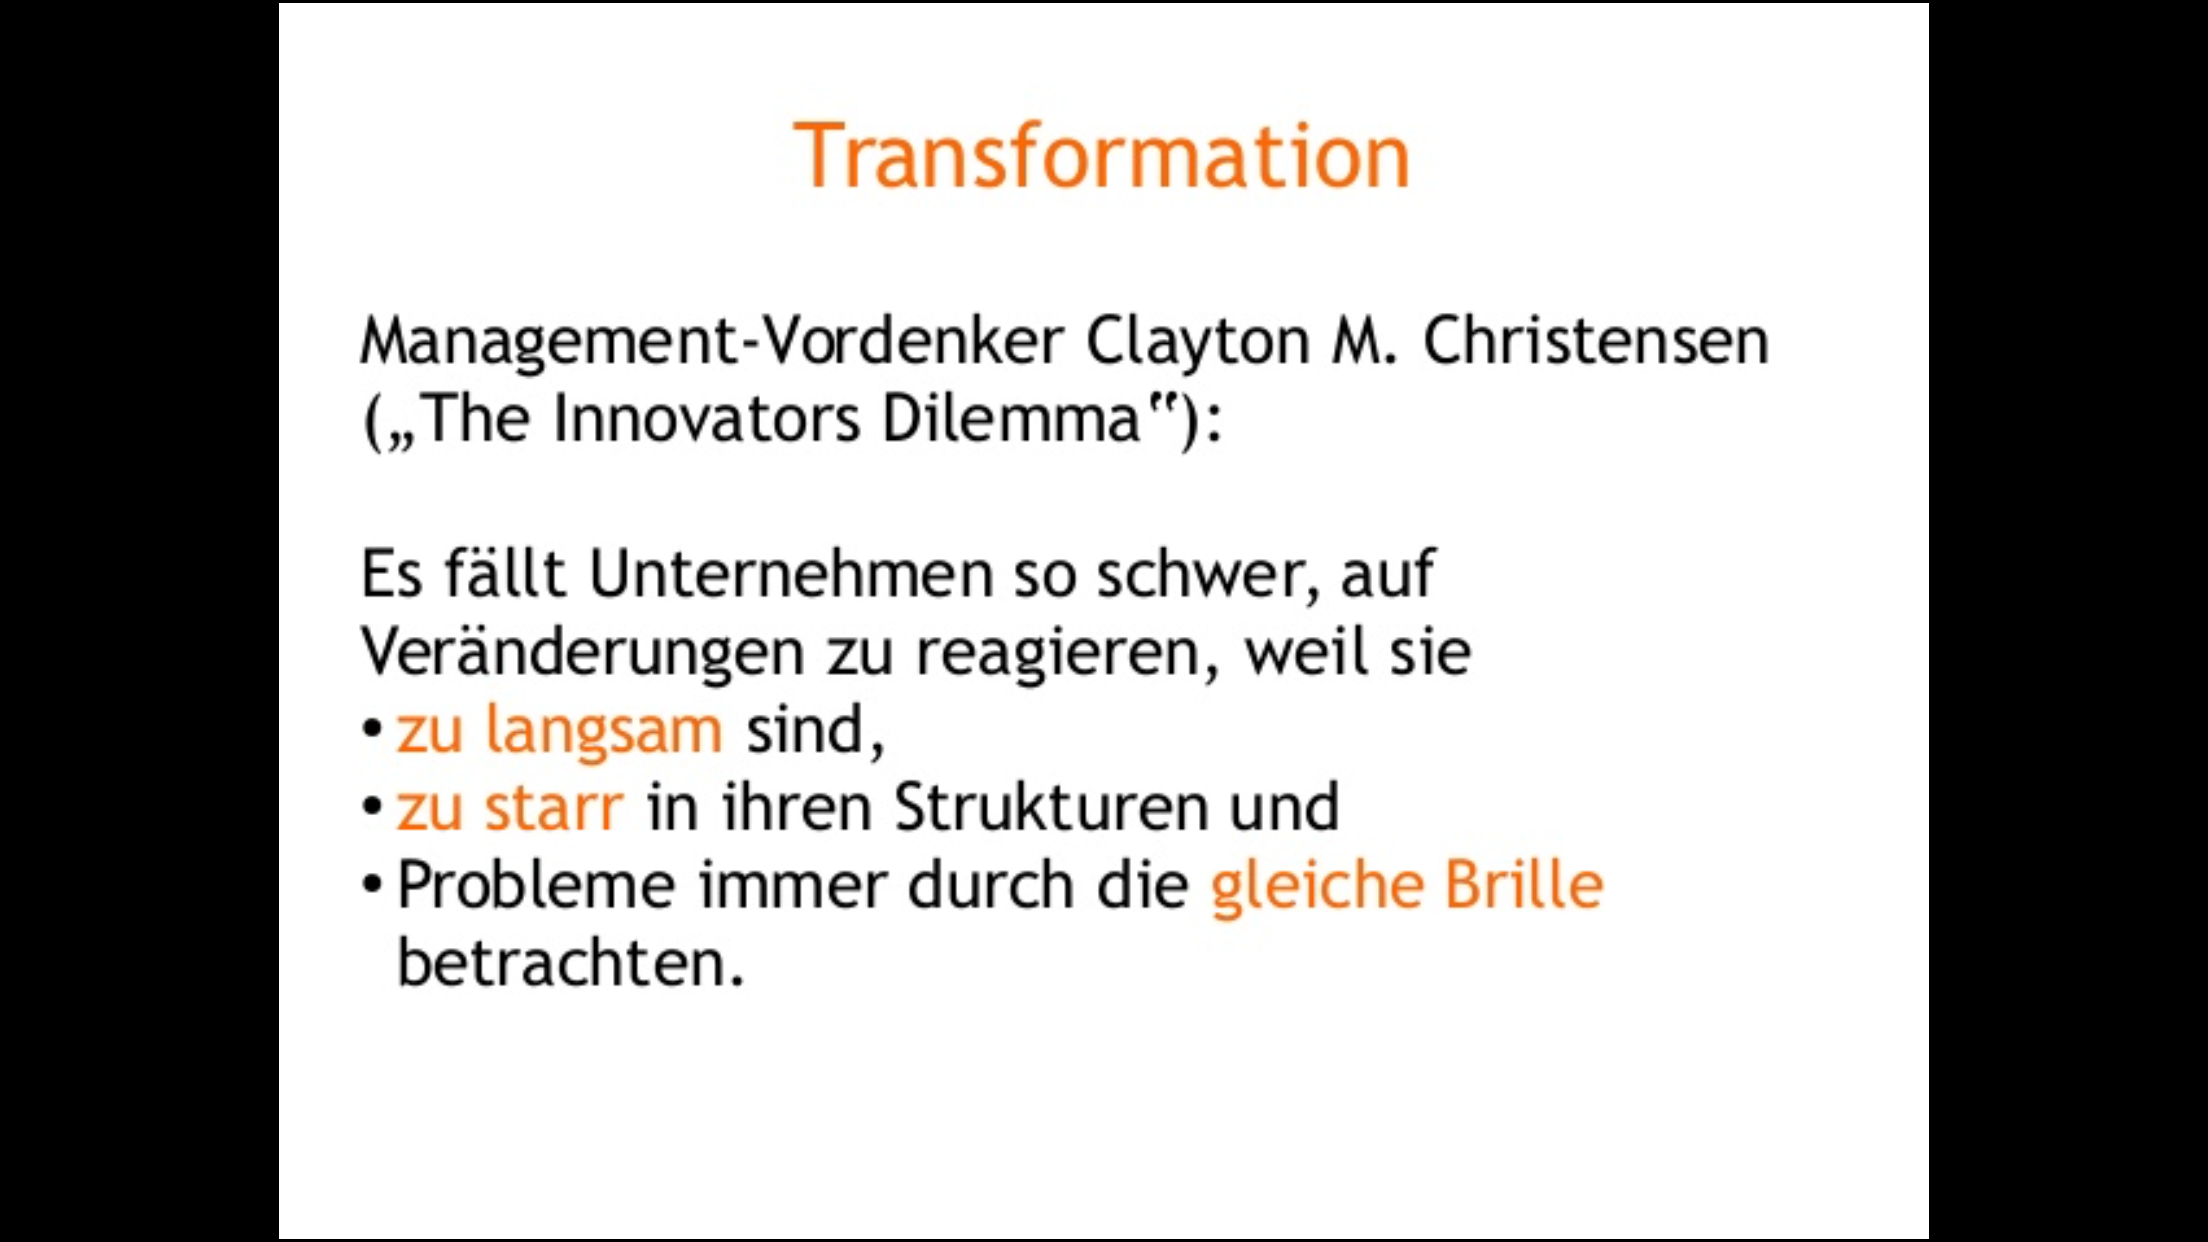 Transformation
Management-Vordenker Clayton M. Christensen
(„The Innovators Dilemma“):
Es fällt Unternehmen so schwer, auf
Veränderungen zu reagieren, weil sie
• zu langsam sind,
• zu starr in ihren Strukturen und
• Probleme immer durch die gleiche Brille
betrachten.